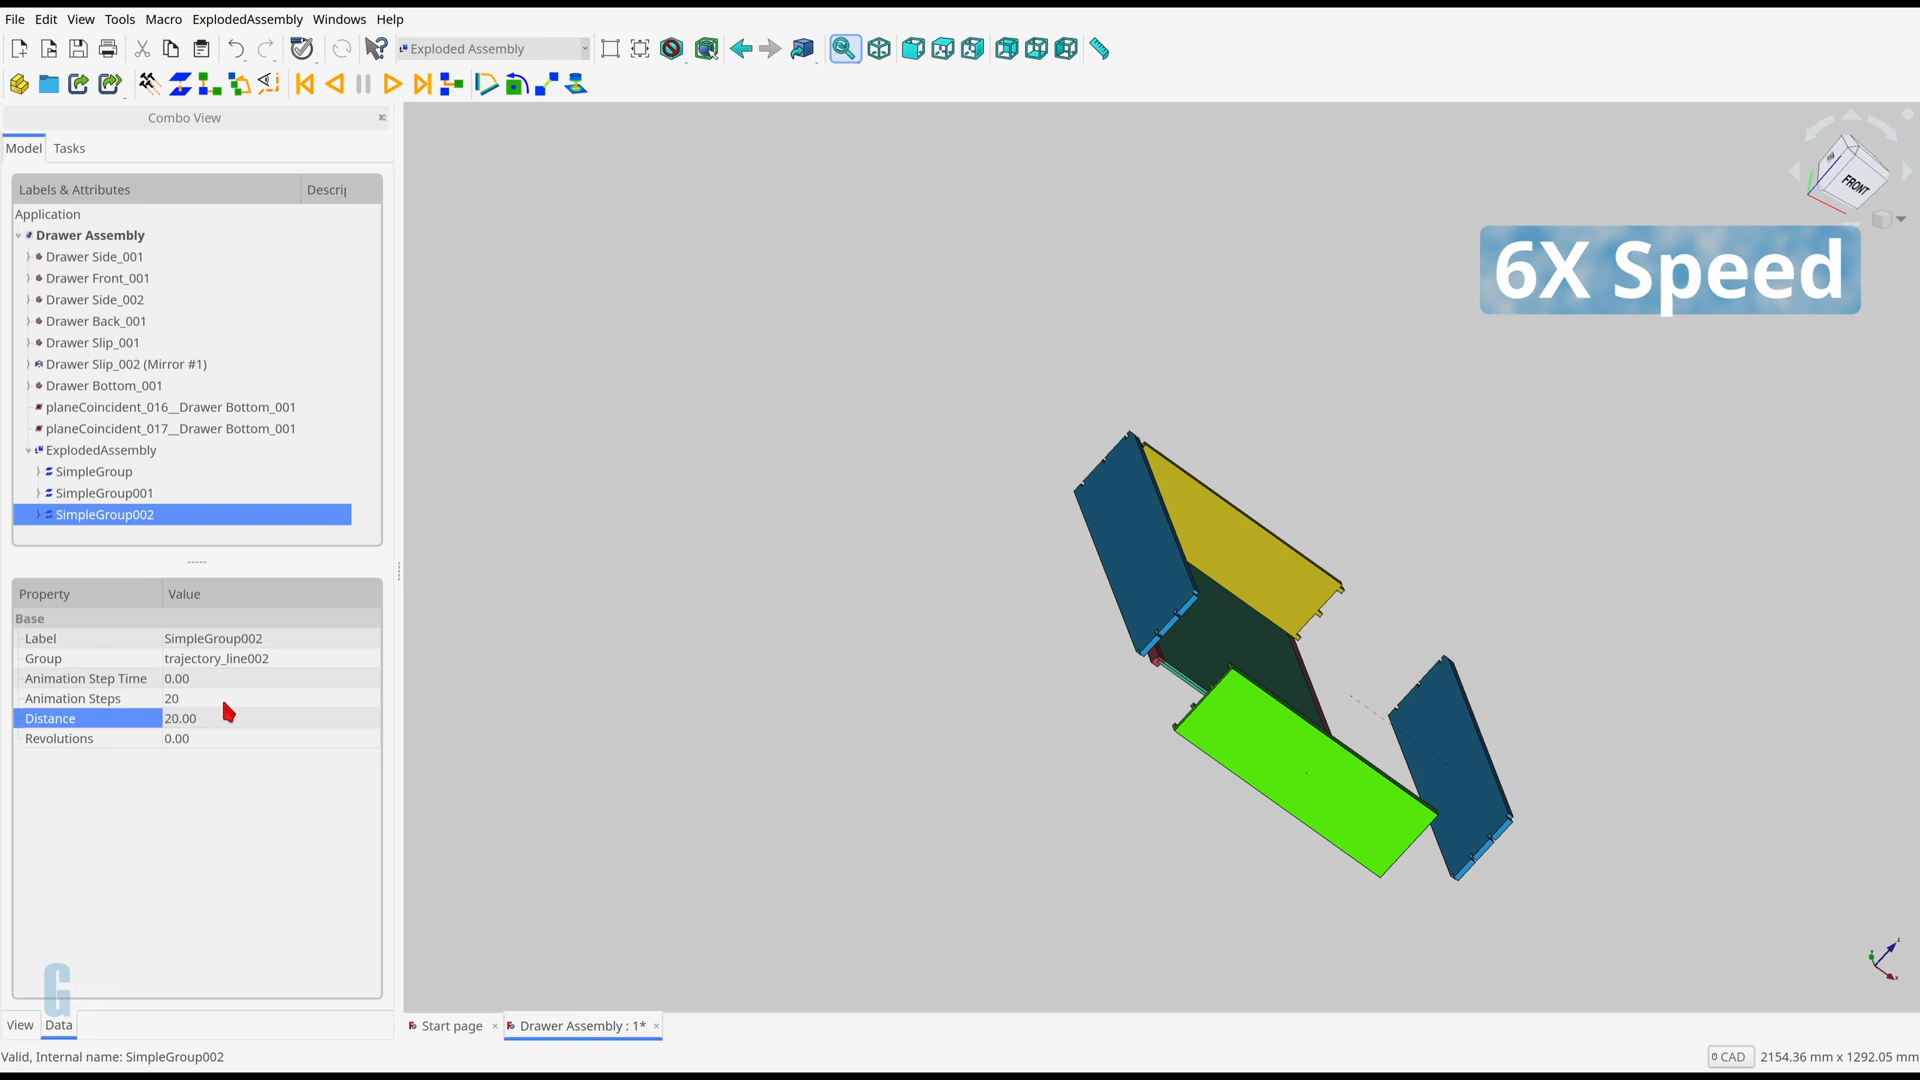 File Edit View Tools Macro ExplodedAssembly Windows Help
Exploded Assembly
Combo View
Model Tasks
Labels & Attributes Descrij
Application
Drawer Assembly
Drawer Side_001
Drawer Front_001
Drawer Side_002
Drawer Back_001
Drawer Slip_001
Drawer Slip_002 (Mirror #1)
Drawer Bottom_001
planeCoincident_016__Drawer Bottom_001
planeCoincident_017__Drawer Bottom_001
ExplodedAssembly
SimpleGroup
SimpleGroup001
SimpleGroup002
Property Value
Base
Label SimpleGroup002
Group trajectory_line002
Animation Step Time 0.00
Animation Steps 20
Distance 20.00
Revolutions 0.00
G
View Data
FRONT
6X Speed
Start page
Drawer Assembly : 1*
Valid, Internal name: SimpleGroup002
CAD 2154.36 mm x 1292.05 mm